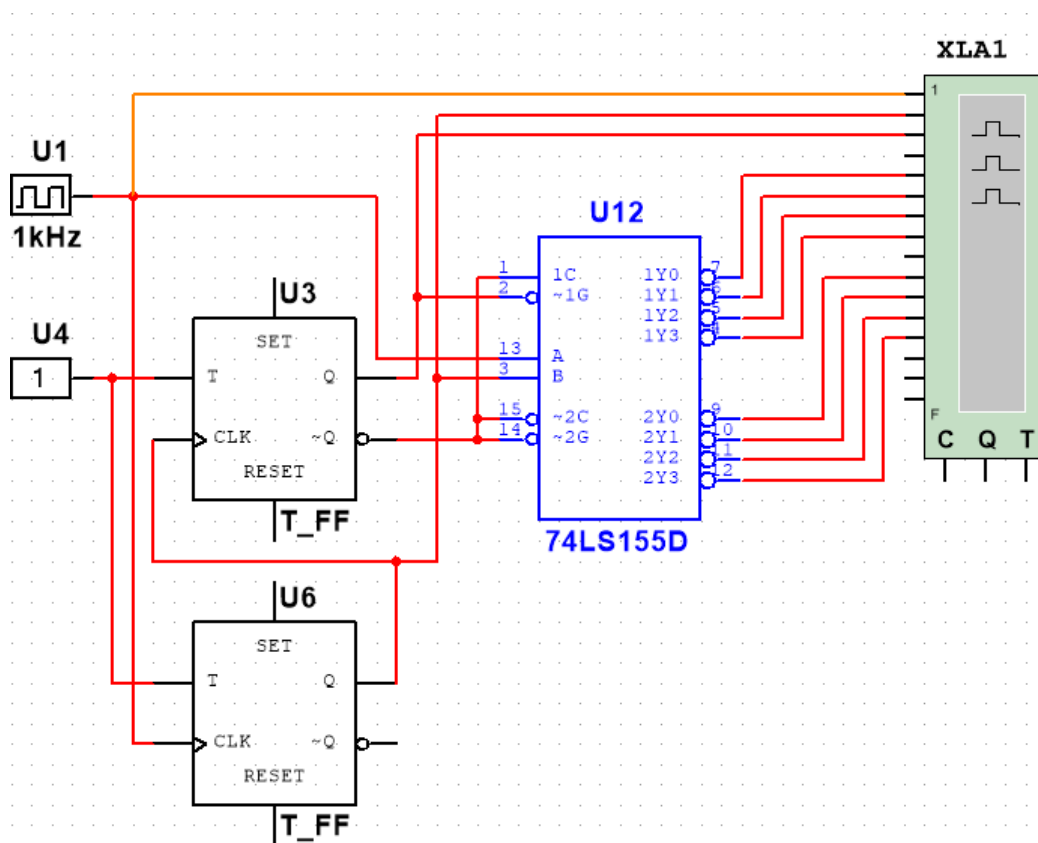 XLA1
1
U1
1kHz
U12
1 1C 1Y0 7
2 ~1G 1Y1 6
1Y2 5
1Y3 4
U3
SET
U4
13 A
1 T Q 3 B
15 ~2C 2Y0 9
F
CLK ~Q 14 ~2G 2Y1 10
C Q T
2Y2 11
RESET 2Y3 12
T_FF
74LS155D
U6
SET
T Q
CLK ~Q
RESET
T_FF